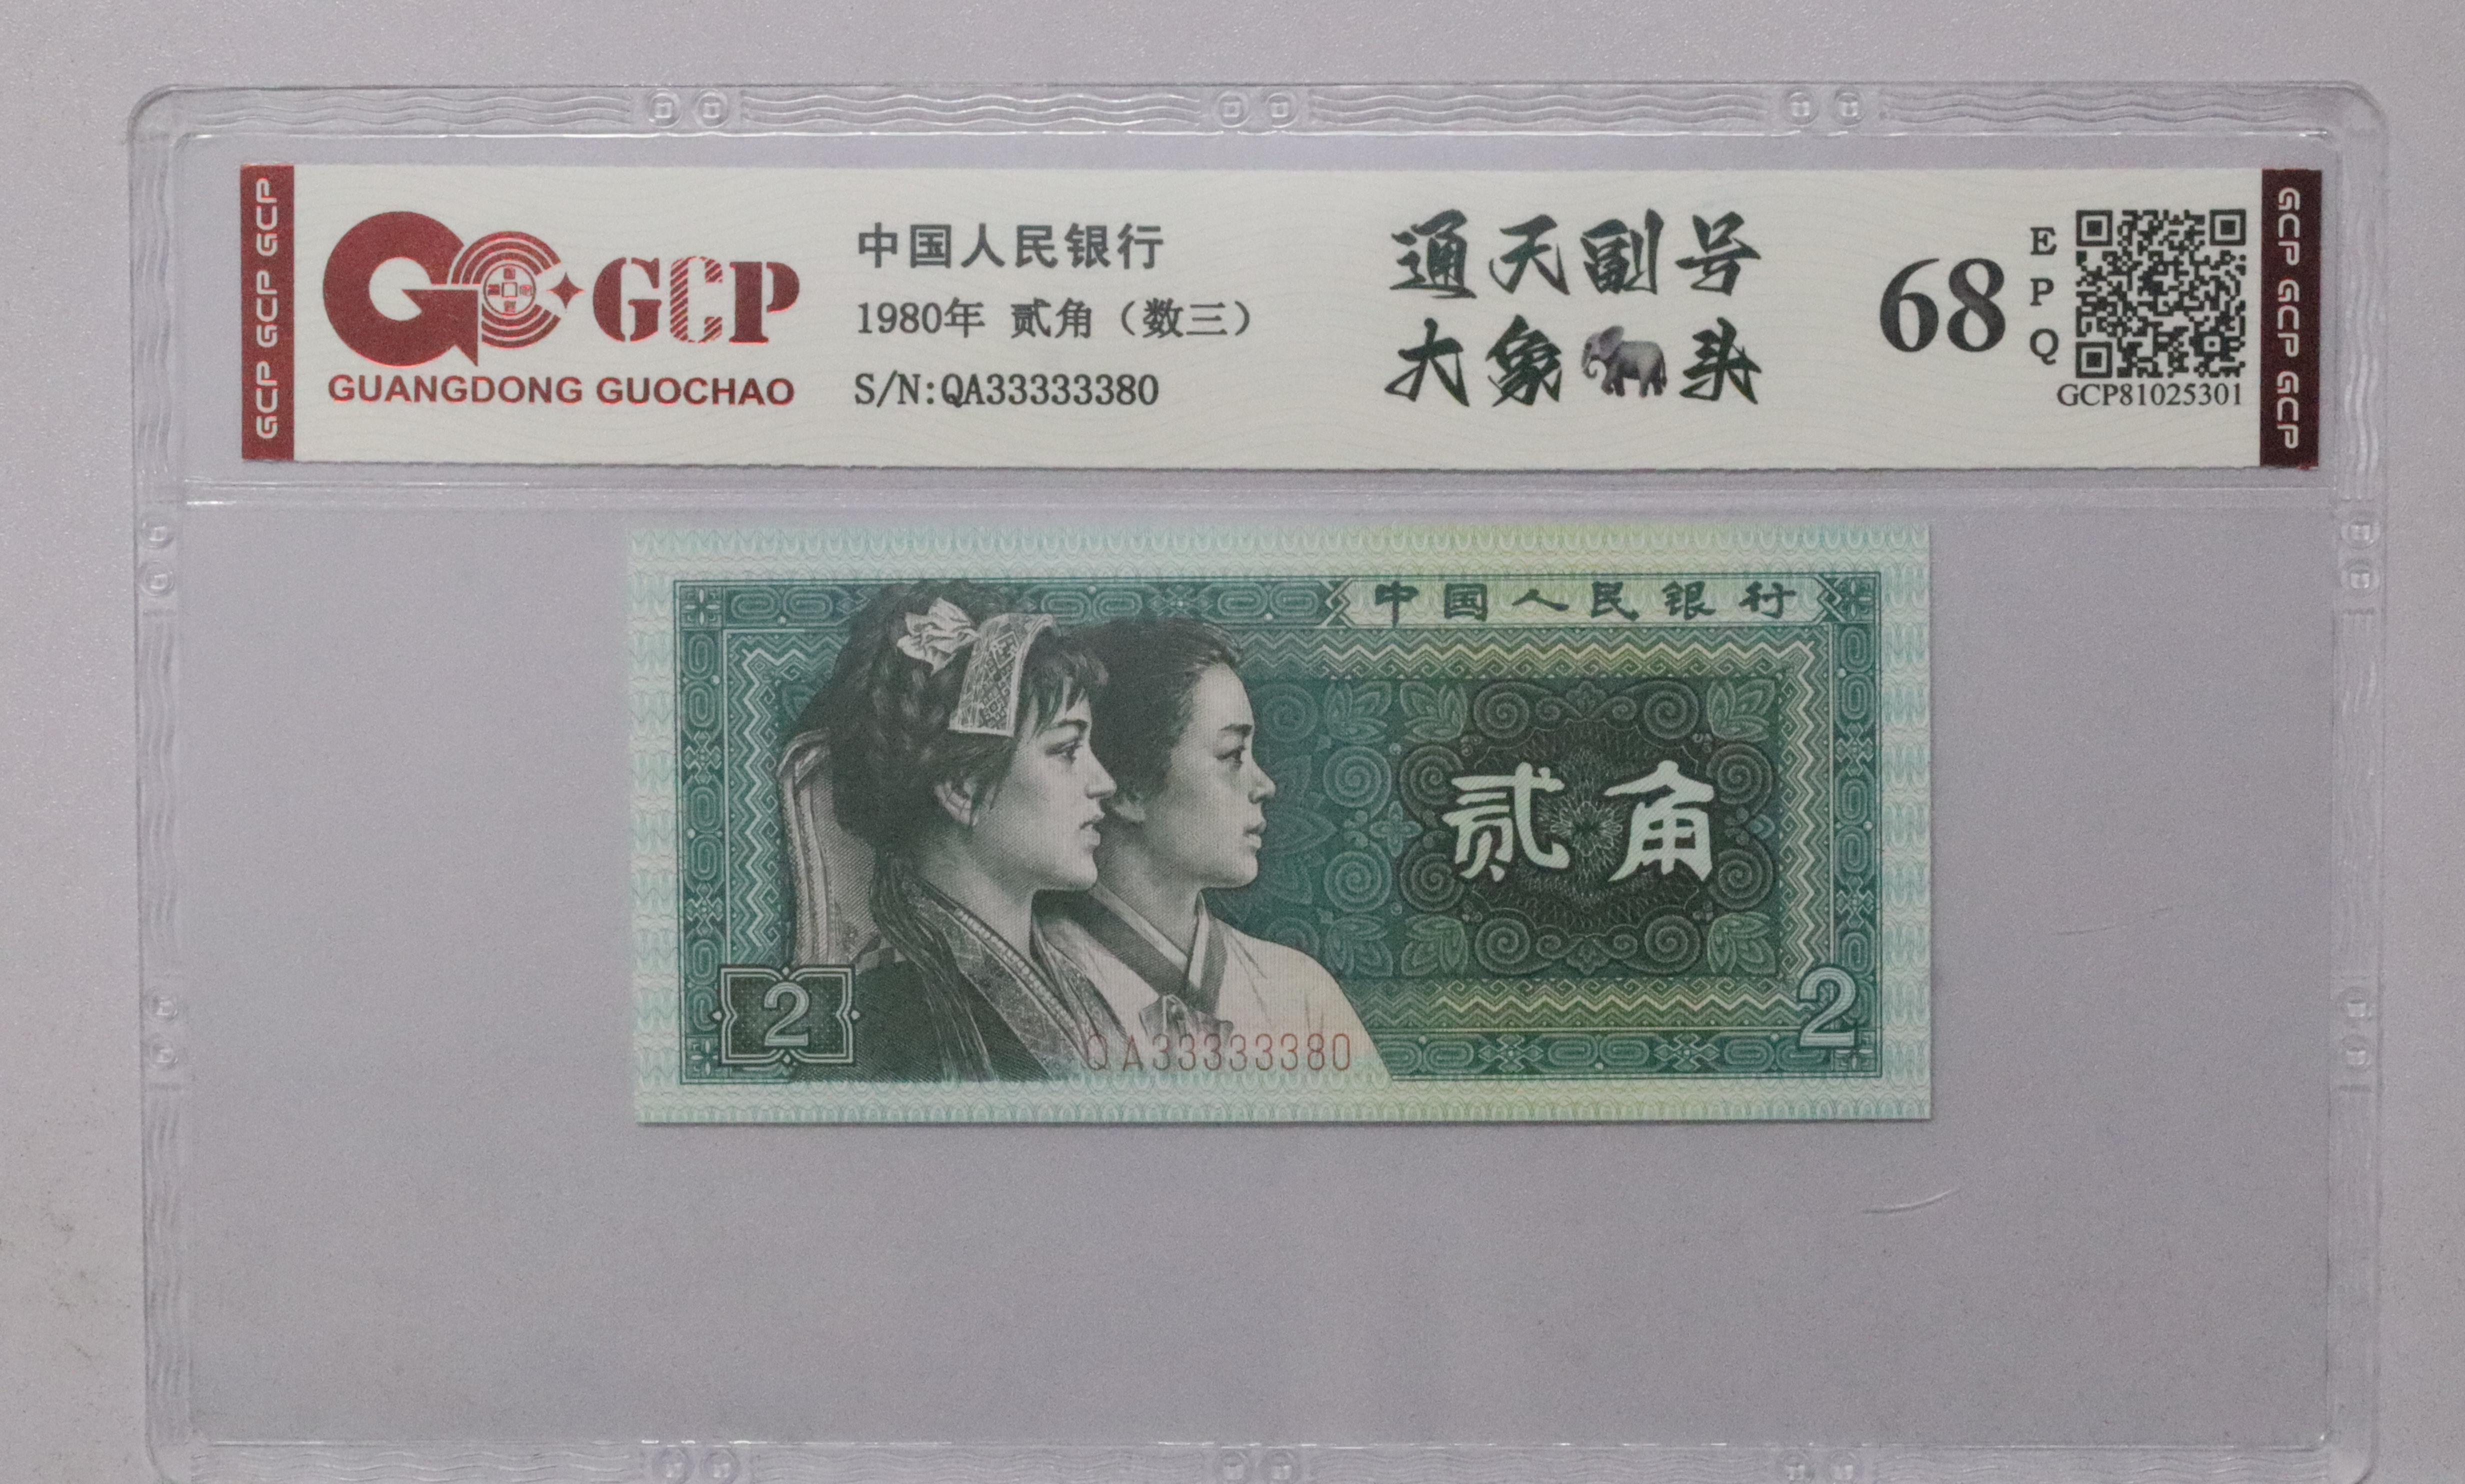 GCP GCP GCP
GCP
GUANGDONG GUOCHAO
中国人民银行
1980年 贰角（数三）
S/N:QA33333380
通天副号
大象🐘头
68
E
P
Q
GCP81025301
GCP GCP GCP
中国人民银行
贰角
2
2
QA33333380